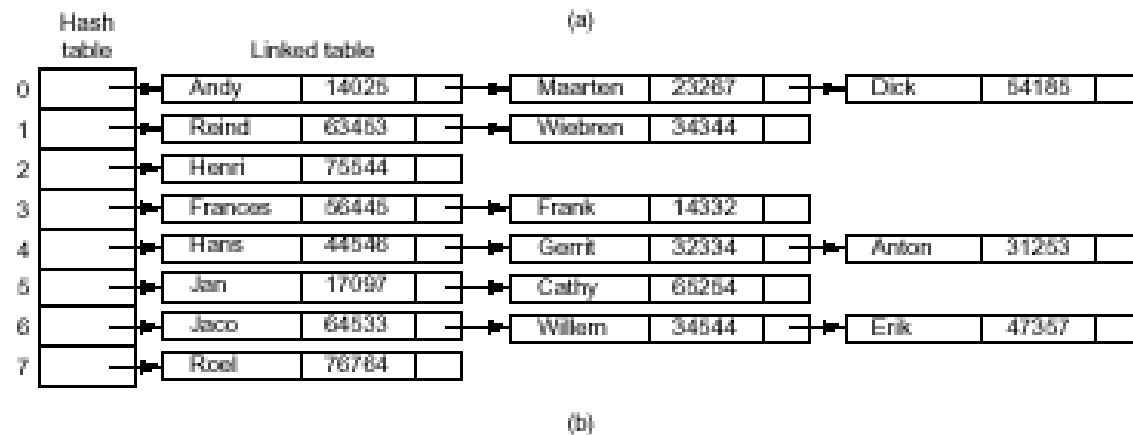 (a)
Hash table
Linked table
0 Andy 14025 Maarten 23267 Dick 54185
1 Reind 63453 Wiebren 34344
2 Henri 75544
3 Frances 56445 Frank 14332
4 Hans 44546 Gerrit 32334 Anton 31253
5 Jan 17097 Cathy 65254
6 Jaco 64533 Willem 34544 Erik 47357
7 Roel 76764
(b)